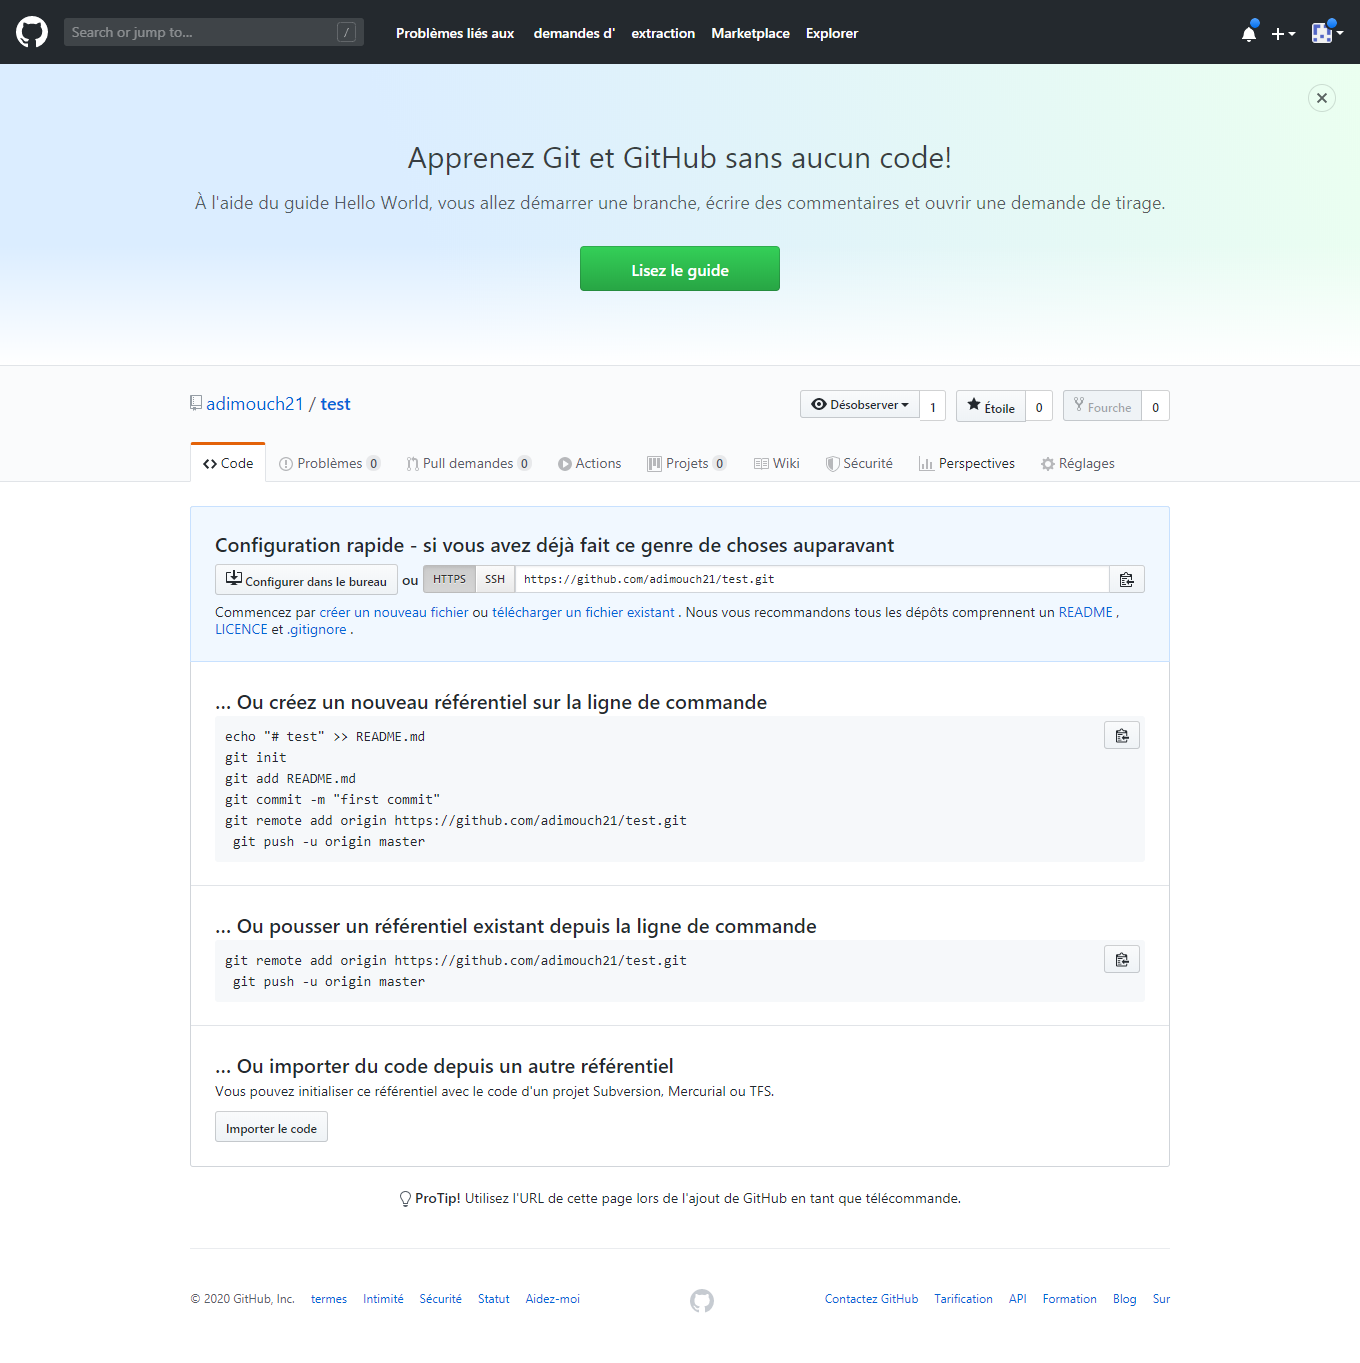 Search or jump to... / Problèmes liés aux demandes d' extraction Marketplace Explorer
Apprenez Git et GitHub sans aucun code!
À l'aide du guide Hello World, vous allez démarrer une branche, écrire des commentaires et ouvrir une demande de tirage.
Lisez le guide
adimouch21 / test Désobserver 1 Étoile 0 Fourche 0
Code Problèmes 0 Pull demandes 0 Actions Projets 0 Wiki Sécurité Perspectives Réglages
Configuration rapide - si vous avez déjà fait ce genre de choses auparavant
Configurer dans le bureau ou HTTPS SSH https://github.com/adimouch21/test.git
Commencez par créer un nouveau fichier ou télécharger un fichier existant . Nous vous recommandons tous les dépôts comprennent un README ,
LICENCE et .gitignore .
... Ou créez un nouveau référentiel sur la ligne de commande
echo "# test" >> README.md
git init
git add README.md
git commit -m "first commit"
git remote add origin https://github.com/adimouch21/test.git
git push -u origin master
... Ou pousser un référentiel existant depuis la ligne de commande
git remote add origin https://github.com/adimouch21/test.git
git push -u origin master
... Ou importer du code depuis un autre référentiel
Vous pouvez initialiser ce référentiel avec le code d'un projet Subversion, Mercurial ou TFS.
Importer le code
ProTip! Utilisez l'URL de cette page lors de l'ajout de GitHub en tant que télécommande.
© 2020 GitHub, Inc. termes Intimité Sécurité Statut Aidez-moi Contactez GitHub Tarification API Formation Blog Sur